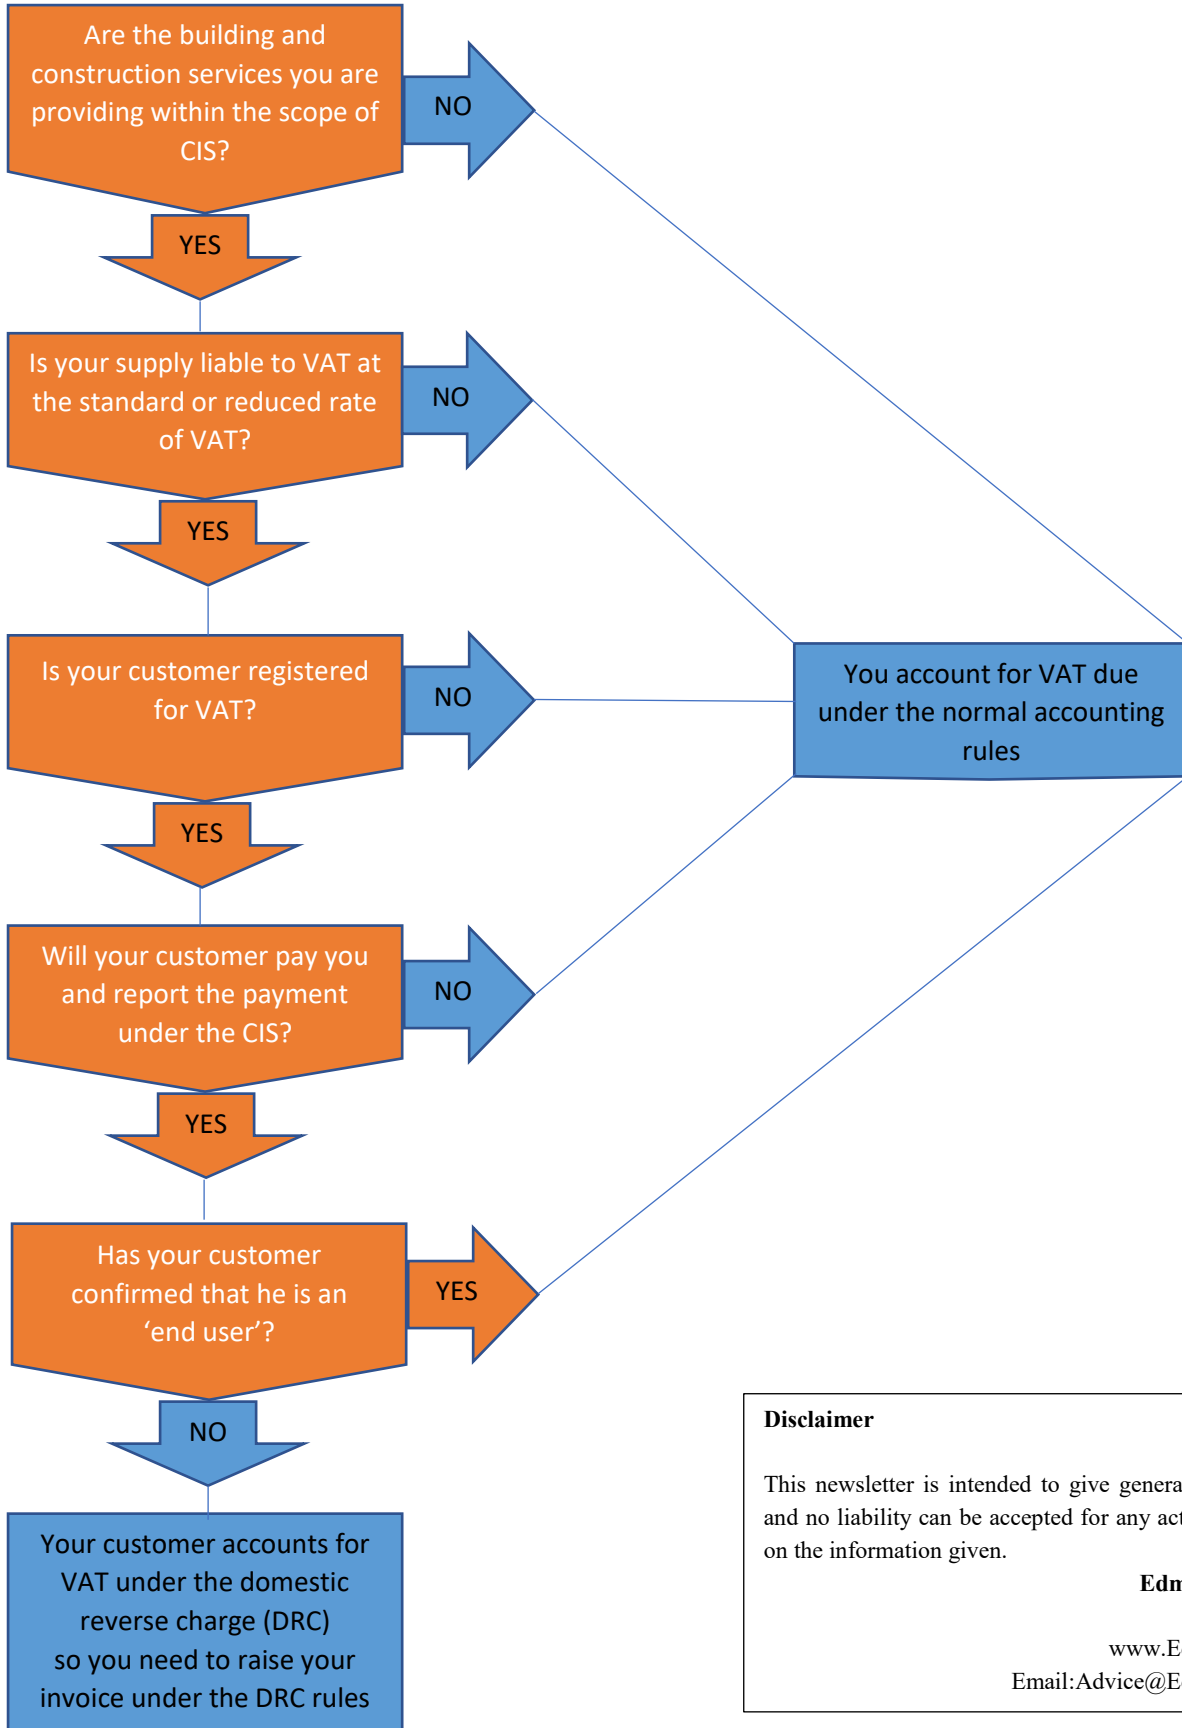 Are the building and
construction services you are
providing within the scope of
CIS?
NO
YES
Is your supply liable to VAT at
the standard or reduced rate
of VAT?
NO
YES
Is your customer registered
for VAT?
NO
You account for VAT due
under the normal accounting
rules
YES
Will your customer pay you
and report the payment
under the CIS?
NO
YES
Has your customer
confirmed that he is an
‘end user’?
YES
NO
Your customer accounts for
VAT under the domestic
reverse charge (DRC)
so you need to raise your
invoice under the DRC rules
Disclaimer
This newsletter is intended to give genera
and no liability can be accepted for any act
on the information given.
Edm
www.E
Email:Advice@E